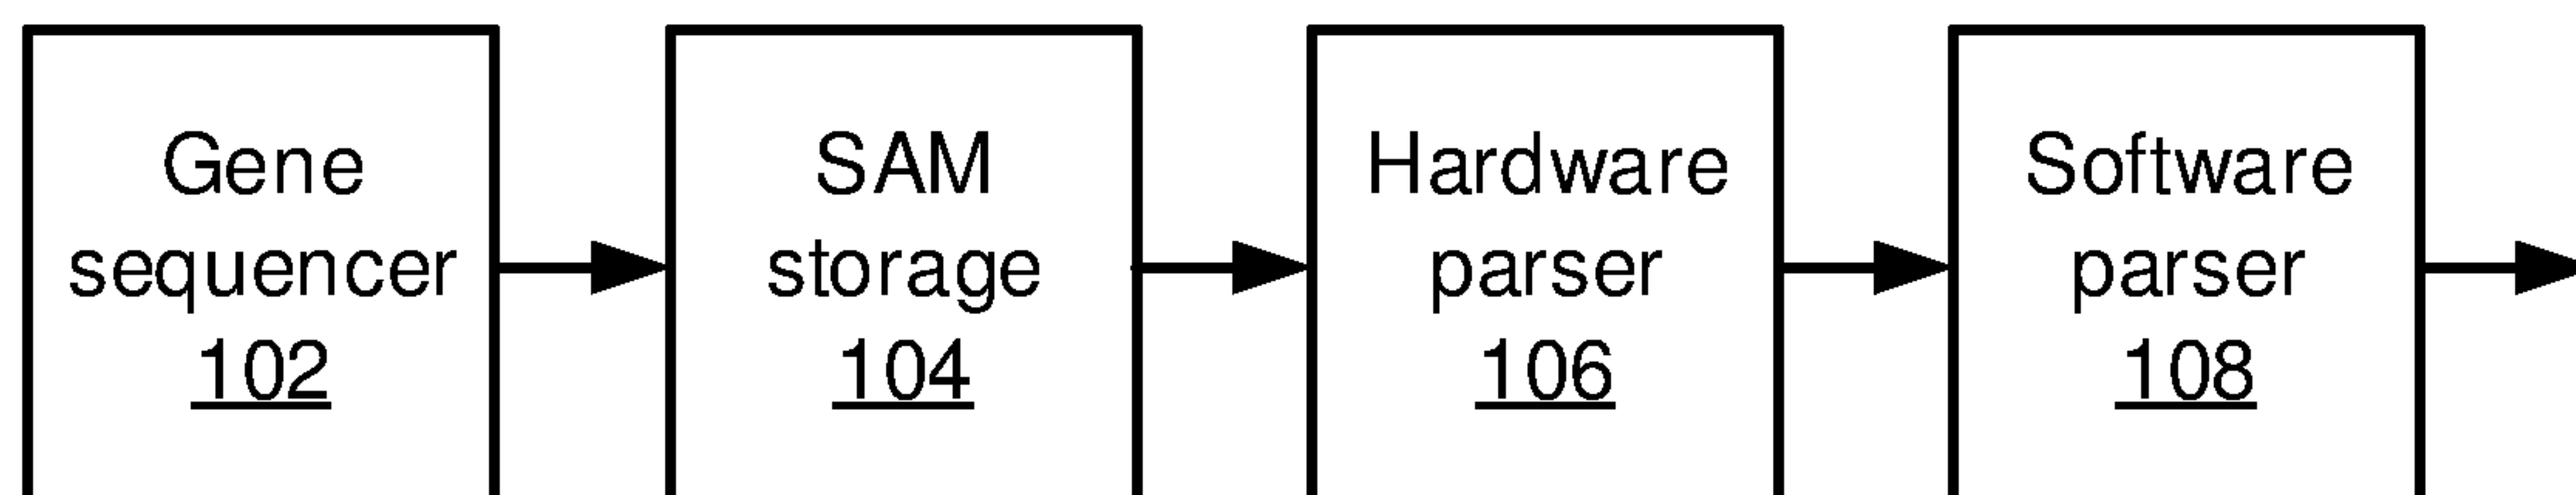 Gene
sequencer
102
SAM
storage
104
Hardware
parser
106
Software
parser
108